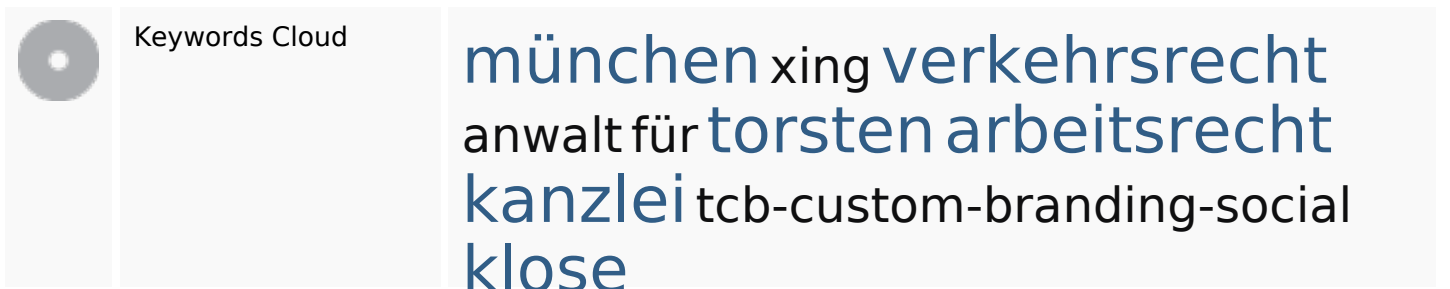 Keywords Cloud
münchen xing verkehrsrecht
anwalt für torsten arbeitsrecht
kanzlei tcb-custom-branding-social
klose